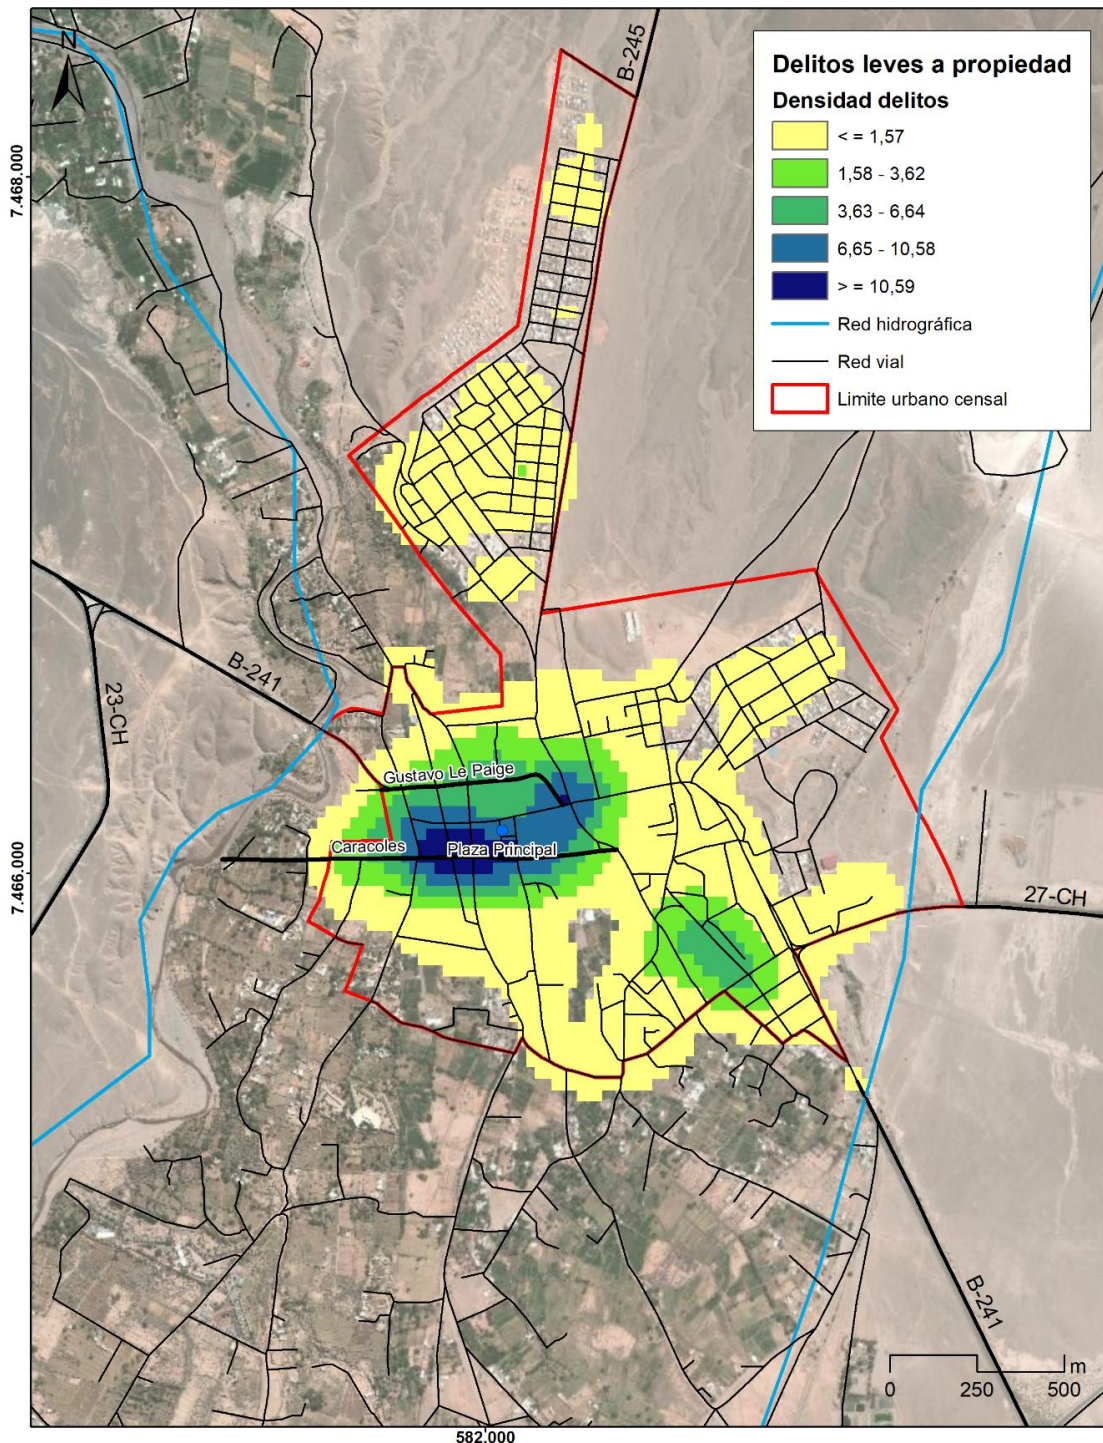 N
B-245
Delitos leves a propiedad
Densidad delitos
< = 1,57
1,58 - 3,62
3,63 - 6,64
6,65 - 10,58
> = 10,59
Red hidrográfica
Red vial
Limite urbano censal
7.468.000
B-241
23-CH
Gustavo Le Paige
Caracoles
Plaza Principal
7.466.000
27-CH
B-241
m
0 250 500
582.000